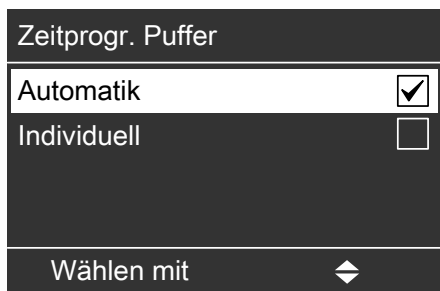 Zeitprogr. Puffer
Automatik
Individuell
Wählen mit